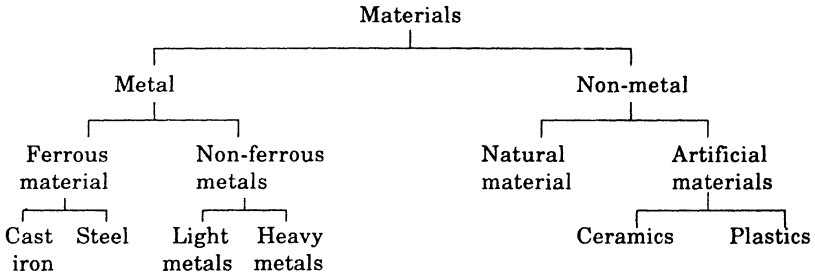 Materials
Metal
Non-metal
Ferrous
material
Non-ferrous
metals
Natural
material
Artificial
materials
Cast
iron
Steel
Light
metals
Heavy
metals
Ceramics
Plastics